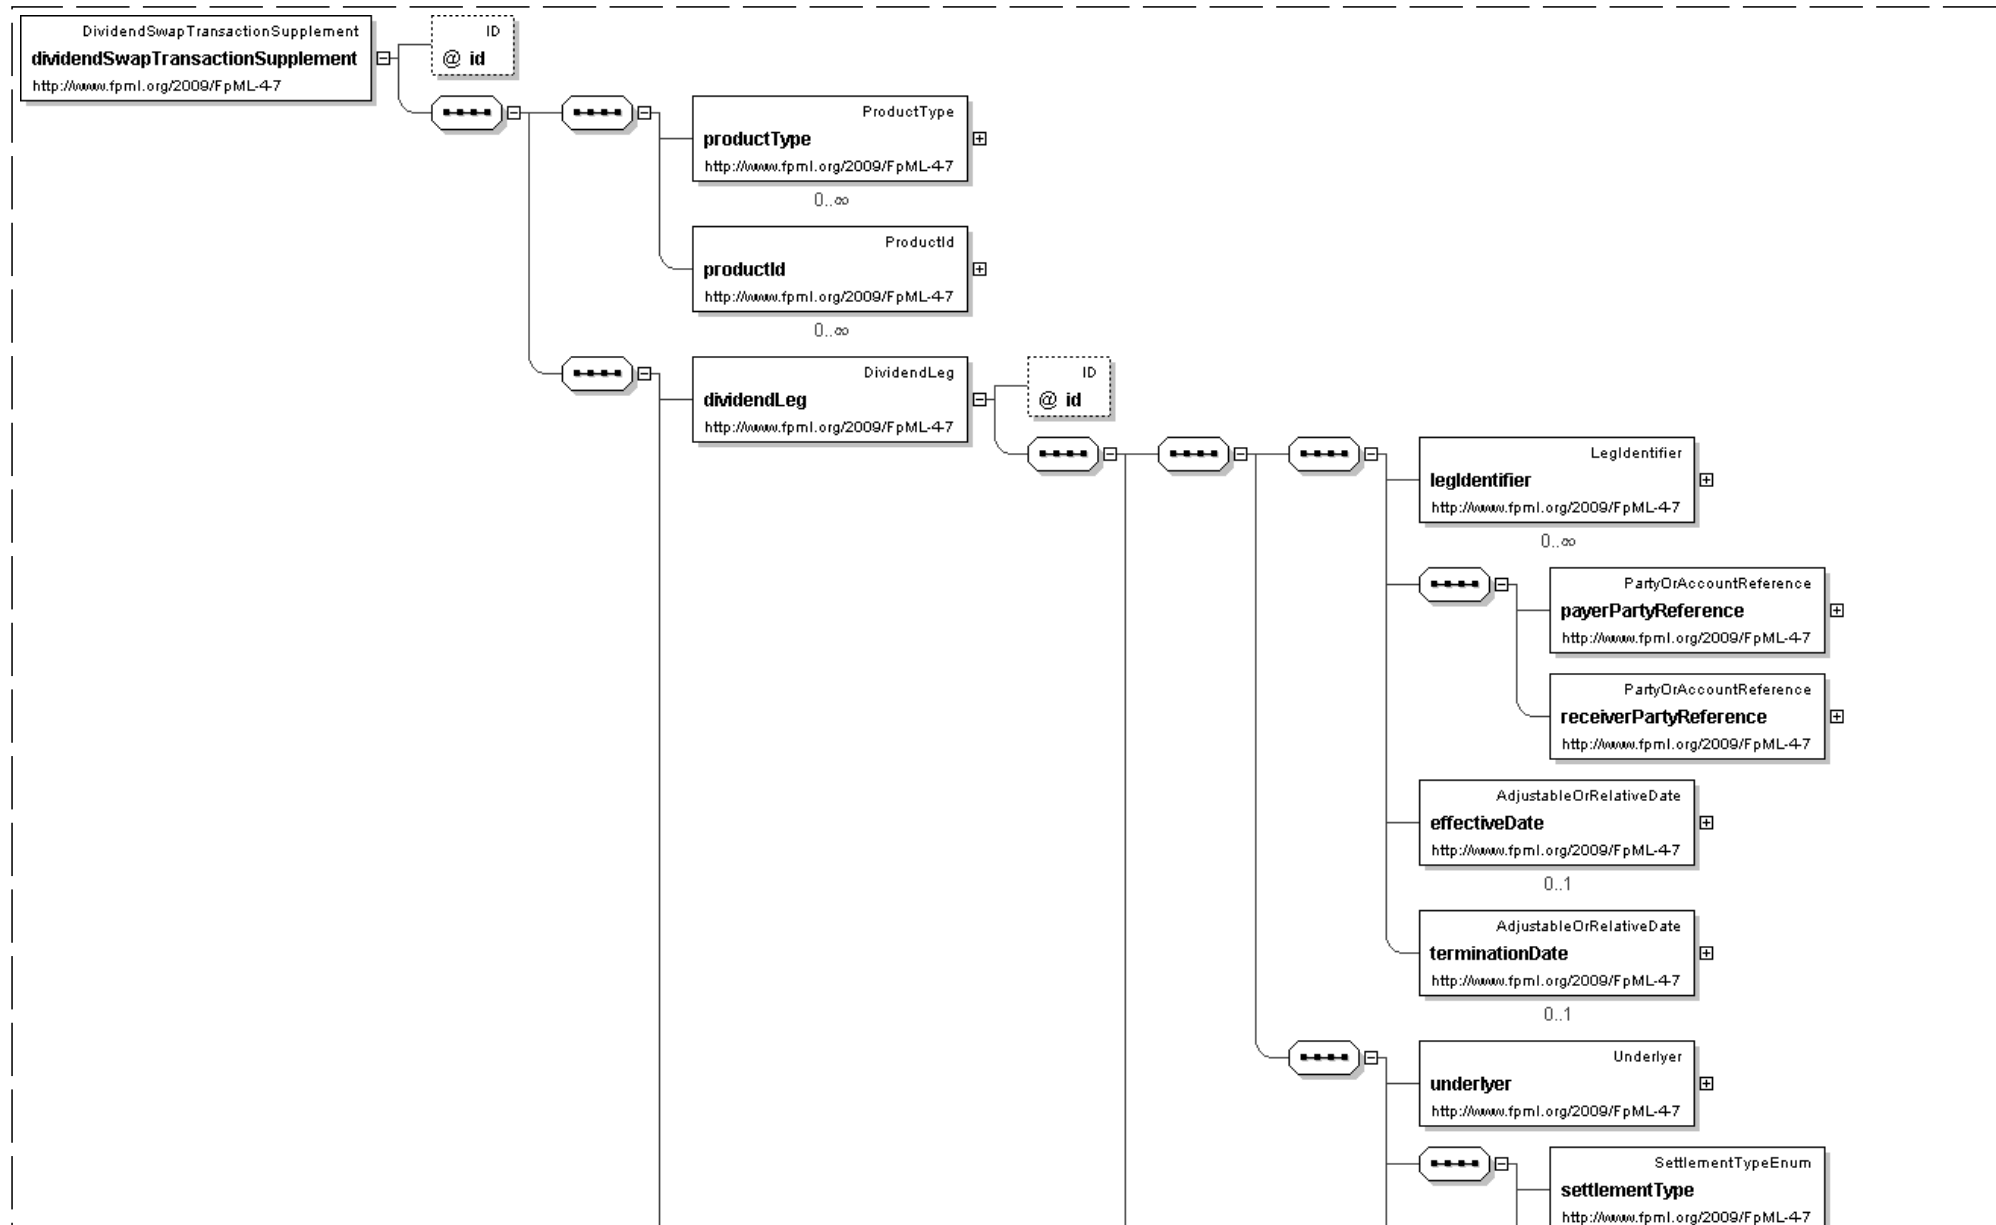 DividendSwapTransactionSupplement
dividendSwapTransactionSupplement
http://www.fpml.org/2009/FpML-4-7
ID
@ id
ProductType
productType
http://www.fpml.org/2009/FpML-4-7
0..∞
ProductId
productId
http://www.fpml.org/2009/FpML-4-7
0..∞
DividendLeg
dividendLeg
http://www.fpml.org/2009/FpML-4-7
ID
@ id
LegIdentifier
legIdentifier
http://www.fpml.org/2009/FpML-4-7
0..∞
PartyOrAccountReference
payerPartyReference
http://www.fpml.org/2009/FpML-4-7
PartyOrAccountReference
receiverPartyReference
http://www.fpml.org/2009/FpML-4-7
AdjustableOrRelativeDate
effectiveDate
http://www.fpml.org/2009/FpML-4-7
0..1
AdjustableOrRelativeDate
terminationDate
http://www.fpml.org/2009/FpML-4-7
0..1
Underlyer
underlyer
http://www.fpml.org/2009/FpML-4-7
SettlementTypeEnum
settlementType
http://www.fpml.org/2009/FpML-4-7